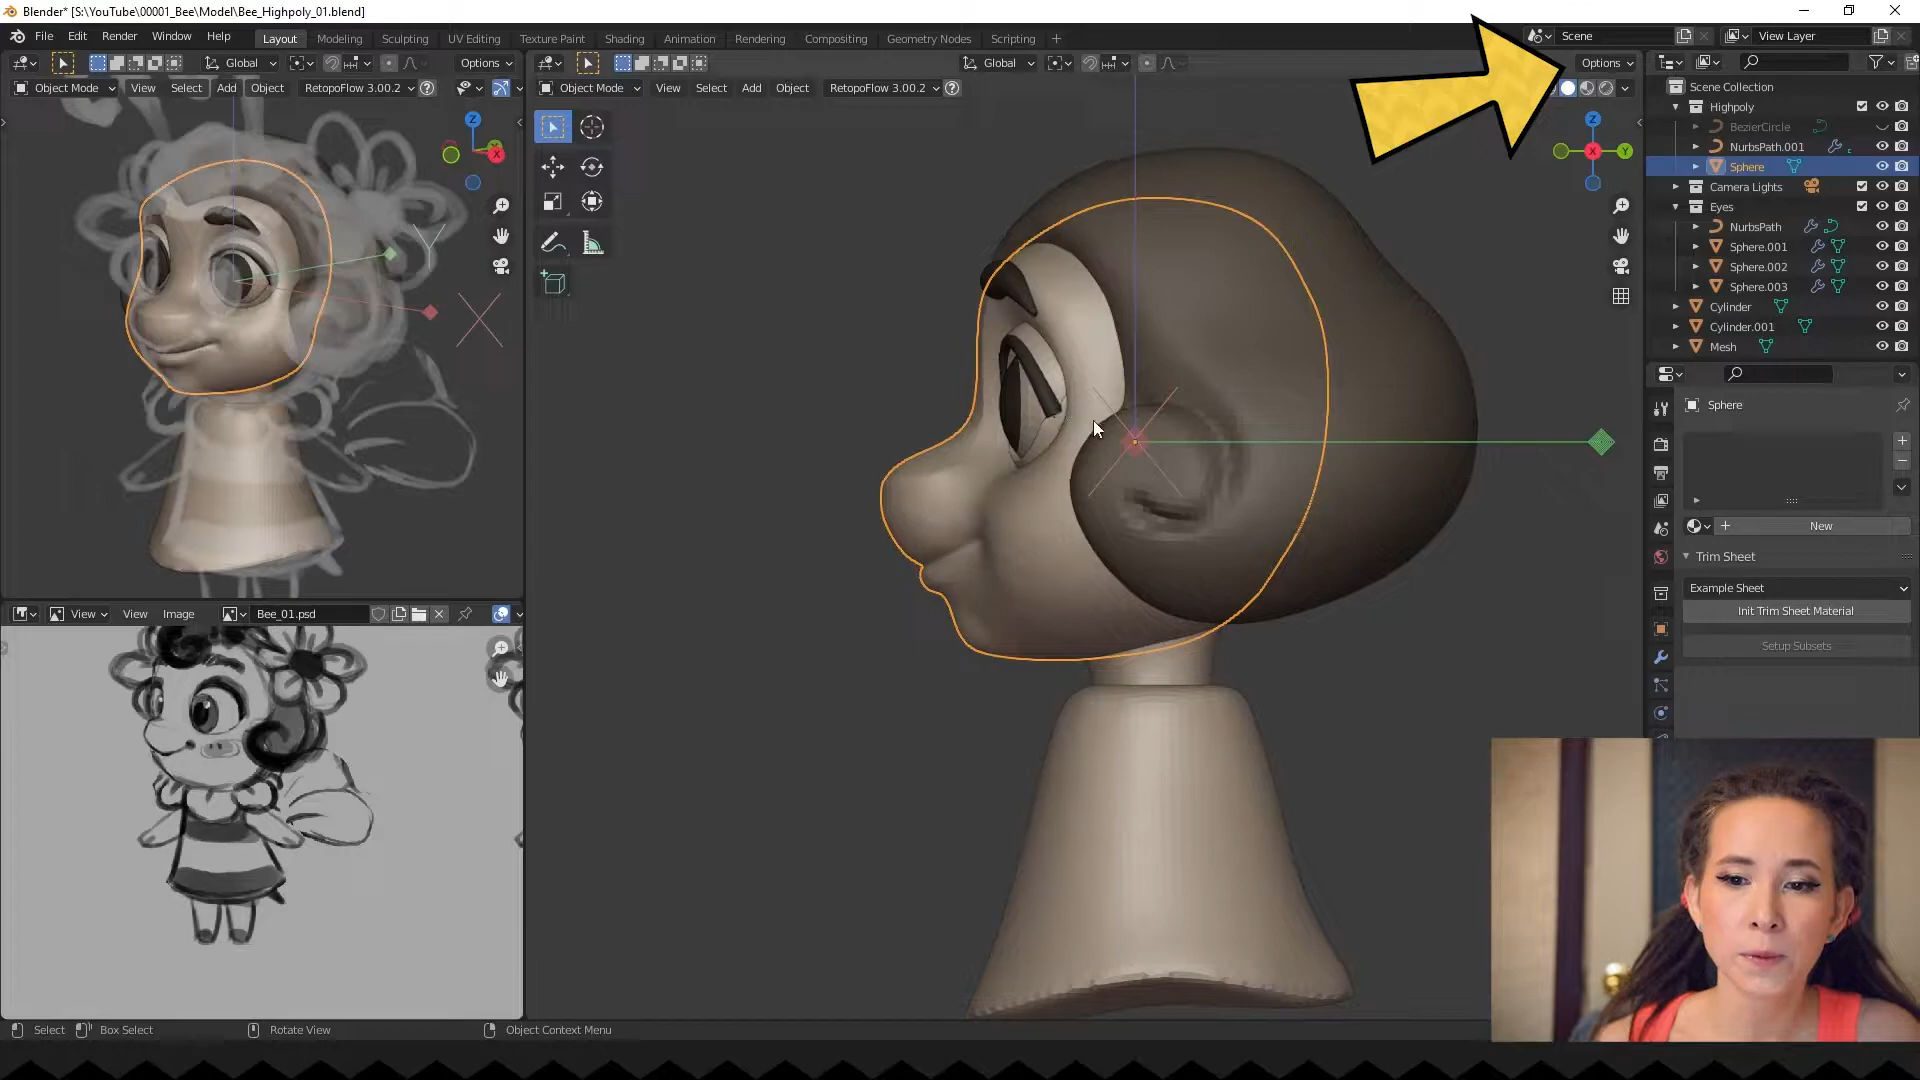 Blender* [S:\YouTube\00001_Bee\Model\Bee_Highpoly_01.blend]
File Edit Render Window Help Layout Modeling Sculpting UV Editing Texture Paint Shading Animation Rendering Compositing Geometry Nodes Scripting + Scene View Layer
Global Options Global Options
Object Mode View Select Add Object RetopoFlow 3.00.2 Object Mode View Select Add Object RetopoFlow 3.00.2
Scene Collection
Highpoly
BezierCircle
NurbsPath.001
Sphere
Camera Lights
Eyes
NurbsPath
Sphere.001
Sphere.002
Sphere.003
Cylinder
Cylinder.001
Mesh
Z
X
Z
X Y
Y
X
Sphere
New
Trim Sheet
Example Sheet
Init Trim Sheet Material
Setup Subsets
View View Image Bee_01.psd
Select Box Select Rotate View Object Context Menu